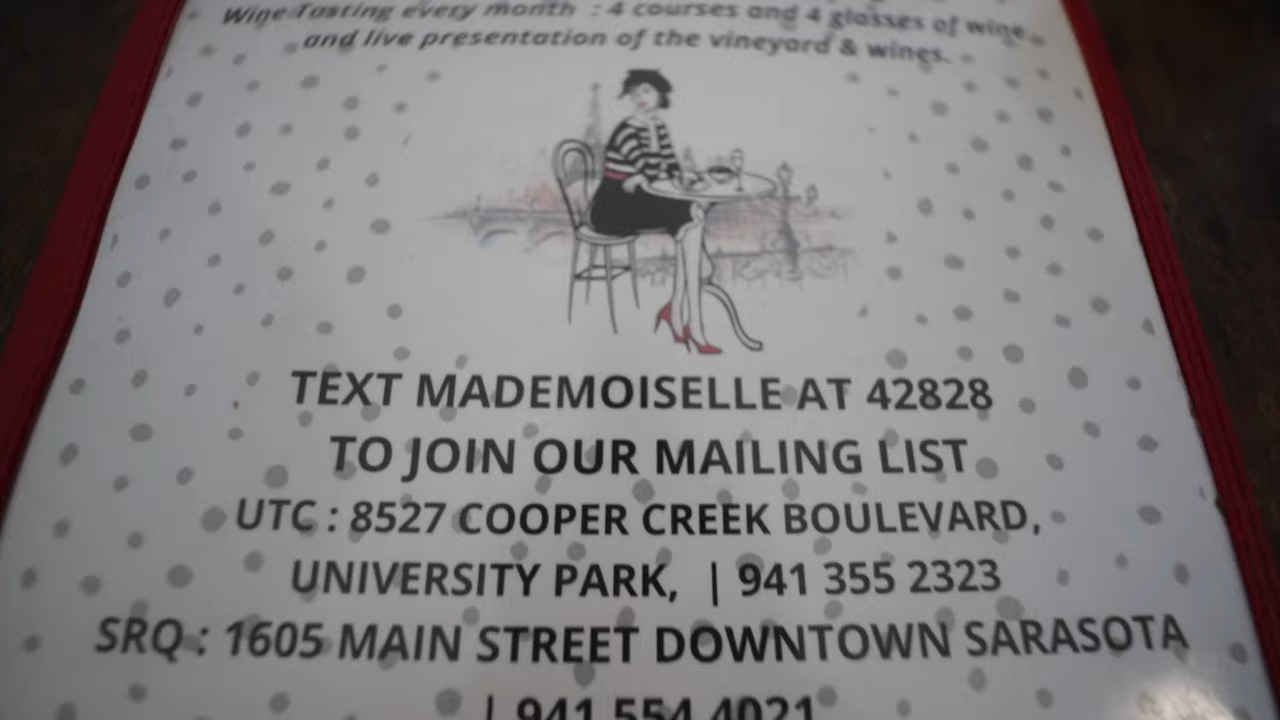 Wine Tasting every month : 4 courses and 4 glasses of wine
and live presentation of the vineyard & wines.
TEXT MADEMOISELLE AT 42828
TO JOIN OUR MAILING LIST
UTC : 8527 COOPER CREEK BOULEVARD,
UNIVERSITY PARK, | 941 355 2323
SRQ : 1605 MAIN STREET DOWNTOWN SARASOTA
| 941 554 4021